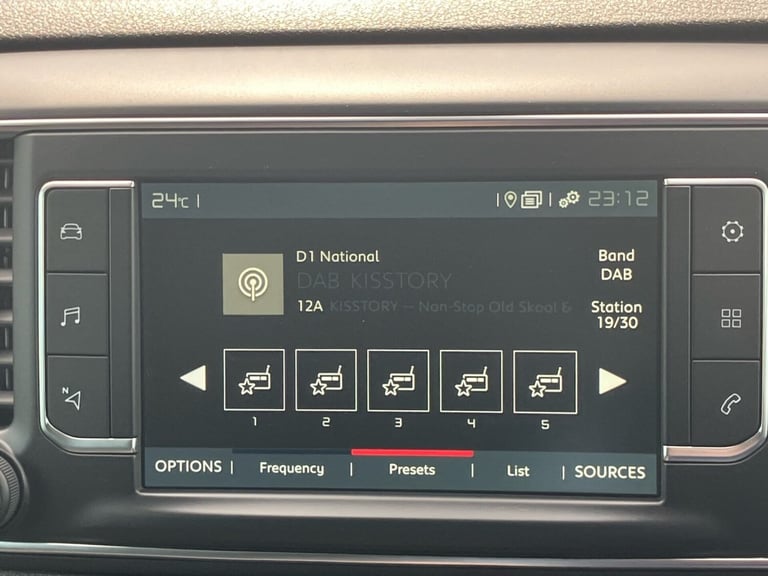 24°C
23:12
D1 National
DAB KISSTORY
12A KISSTORY – Non-Stop Old Skool &
Band
DAB
Station
19/30
1 2 3 4 5
OPTIONS Frequency Presets List SOURCES
N